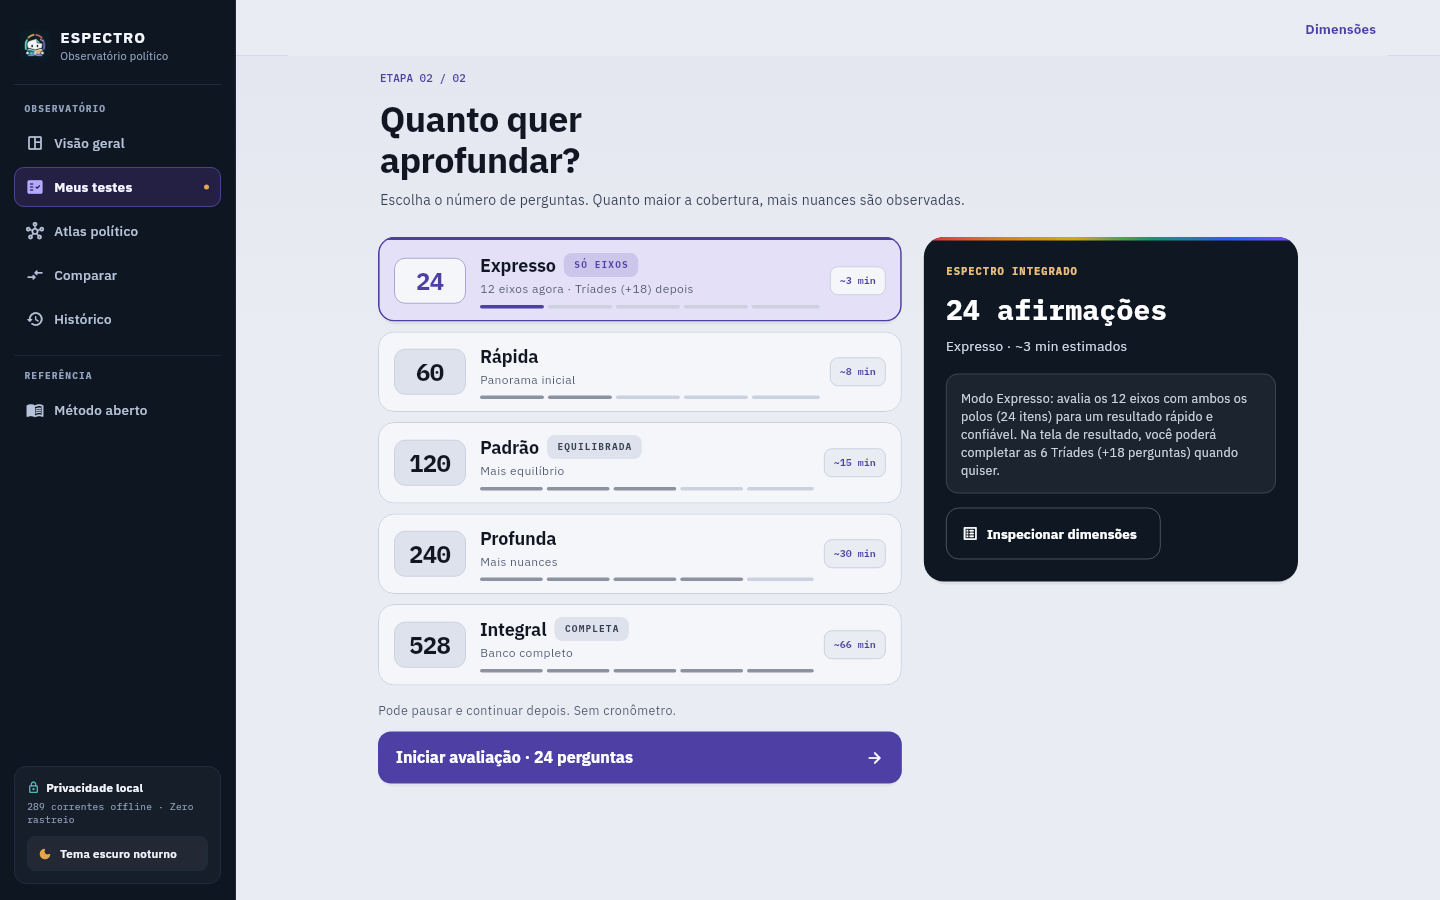 ESPECTRO
Observatório político
OBSERVATÓRIO
Visão geral
Meus testes
Atlas político
Comparar
Histórico
REFERÊNCIA
Método aberto
Privacidade local
289 correntes offline · Zero
rastreio
Tema escuro noturno
Dimensões
ETAPA 02 / 02
Quanto quer
aprofundar?
Escolha o número de perguntas. Quanto maior a cobertura, mais nuances são observadas.
24
Expresso
SÓ EIXOS
12 eixos agora · Tríades (+18) depois
~3 min
60
Rápida
Panorama inicial
~8 min
120
Padrão
EQUILIBRADA
Mais equilíbrio
~15 min
240
Profunda
Mais nuances
~30 min
528
Integral
COMPLETA
Banco completo
~66 min
Pode pausar e continuar depois. Sem cronômetro.
Iniciar avaliação · 24 perguntas
ESPECTRO INTEGRADO
24 afirmações
Expresso · ~3 min estimados
Modo Expresso: avalia os 12 eixos com ambos os
polos (24 itens) para um resultado rápido e
confiável. Na tela de resultado, você poderá
completar as 6 Tríades (+18 perguntas) quando
quiser.
Inspecionar dimensões